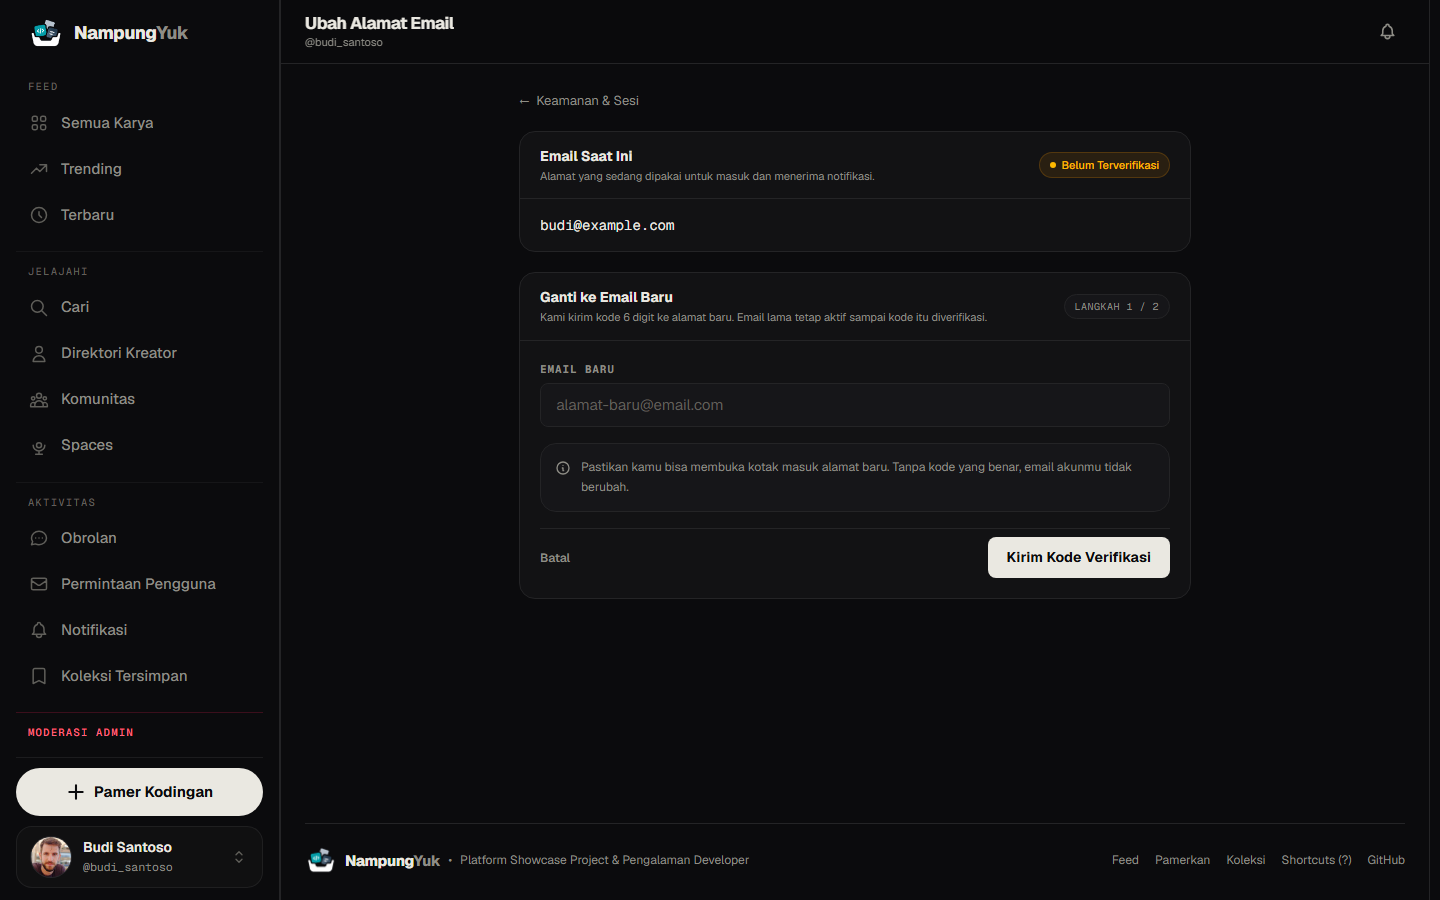 NampungYuk
FEED
Semua Karya
Trending
Terbaru
JELAJAHI
Cari
Direktori Kreator
Komunitas
Spaces
AKTIVITAS
Obrolan
Permintaan Pengguna
Notifikasi
Koleksi Tersimpan
MODERASI ADMIN
+ Pamer Kodingan
Budi Santoso
@budi_santoso
Ubah Alamat Email
@budi_santoso
← Keamanan & Sesi
Email Saat Ini
Alamat yang sedang dipakai untuk masuk dan menerima notifikasi.
Belum Terverifikasi
budi@example.com
Ganti ke Email Baru
Kami kirim kode 6 digit ke alamat baru. Email lama tetap aktif sampai kode itu diverifikasi.
LANGKAH 1 / 2
EMAIL BARU
alamat-baru@email.com
Pastikan kamu bisa membuka kotak masuk alamat baru. Tanpa kode yang benar, email akunmu tidak
berubah.
Batal
Kirim Kode Verifikasi
NampungYuk • Platform Showcase Project & Pengalaman Developer
Feed Pamerkan Koleksi Shortcuts (?) GitHub